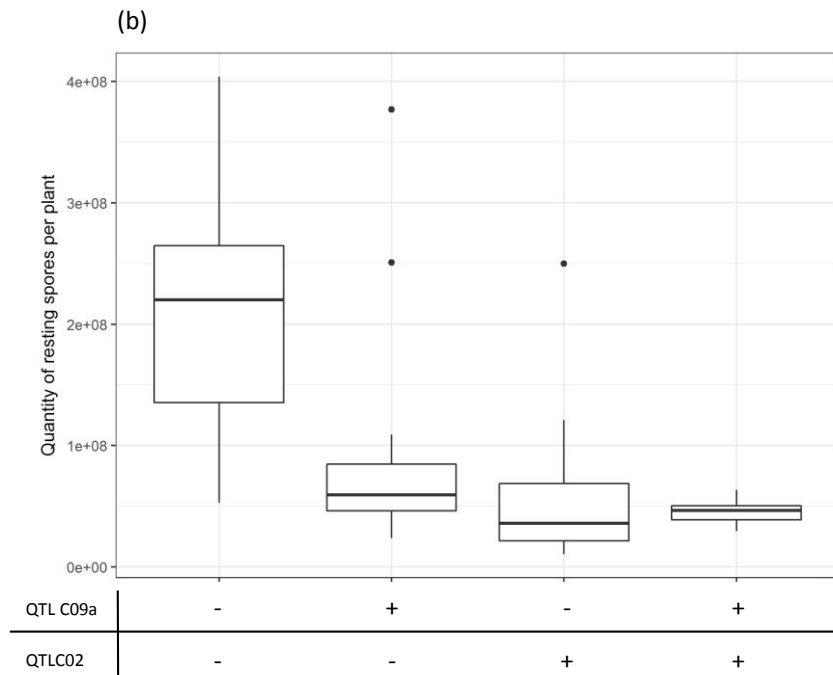 (b)
Quantity of resting spores per plant
4e+08
3e+08
2e+08
1e+08
0e+00
QTL C09a - + - +
QTLC02 - - + +